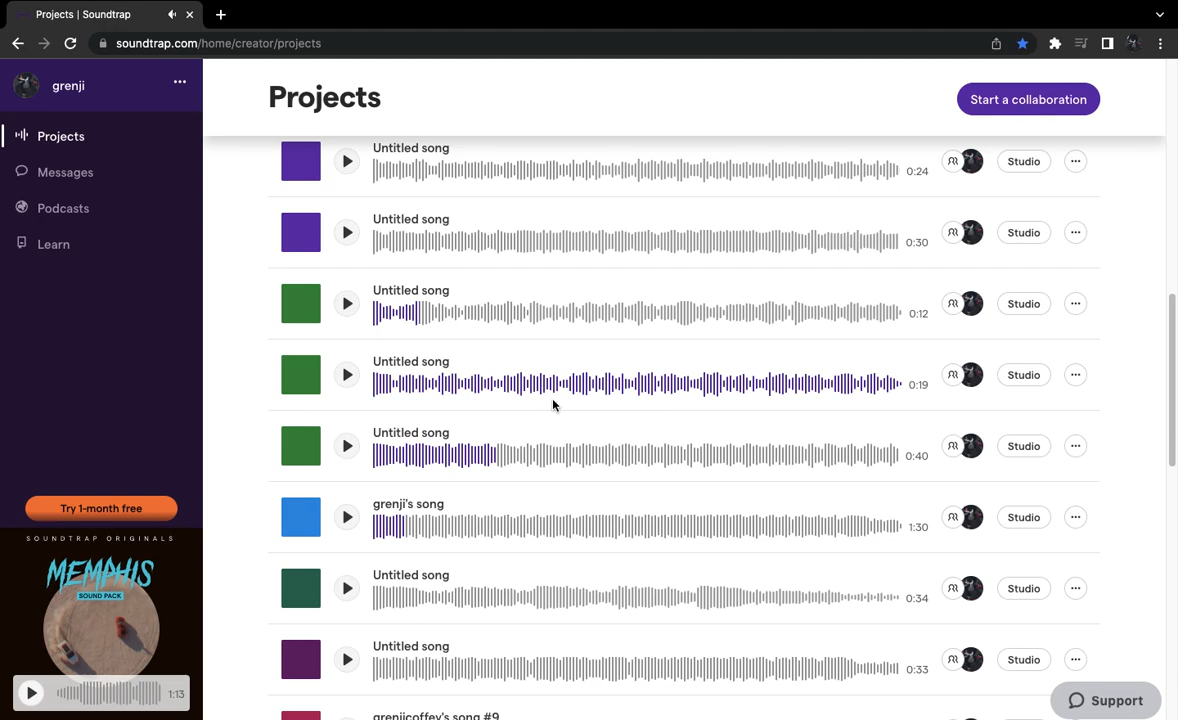 Projects | Soundtrap
soundtrap.com/home/creator/projects
grenji
Projects
Messages
Podcasts
Learn
Try 1-month free
SOUNDTRAP ORIGINALS
MEMPHIS
SOUND PACK
1:13
Projects
Start a collaboration
Untitled song
0:24
Studio
Untitled song
0:30
Studio
Untitled song
0:12
Studio
Untitled song
0:19
Studio
Untitled song
0:40
Studio
grenji's song
1:30
Studio
Untitled song
0:34
Studio
Untitled song
0:33
Studio
grenjicoffey's song #9
Support